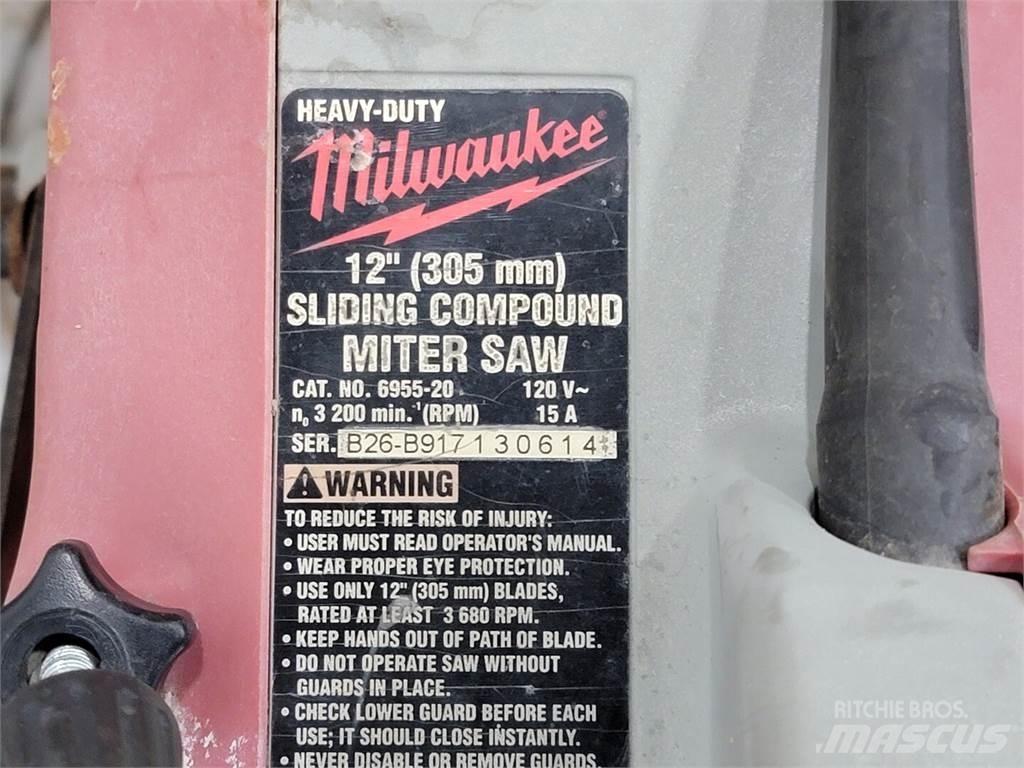 HEAVY-DUTY
Milwaukee
12" (305 mm)
SLIDING COMPOUND
MITER SAW
CAT. NO. 6955-20 120 V~
n₀ 3 200 min.⁻¹ (RPM) 15 A
SER. B26-B917130614
⚠ WARNING
TO REDUCE THE RISK OF INJURY:
• USER MUST READ OPERATOR'S MANUAL.
• WEAR PROPER EYE PROTECTION.
• USE ONLY 12" (305 mm) BLADES,
RATED AT LEAST 3 680 RPM.
• KEEP HANDS OUT OF PATH OF BLADE.
• DO NOT OPERATE SAW WITHOUT
GUARDS IN PLACE.
• CHECK LOWER GUARD BEFORE EACH
USE; IT SHOULD CLOSE INSTANTLY.
• NEVER DISABLE OR REMOVE GUARDS.
RITCHIE BROS.
MASCUS